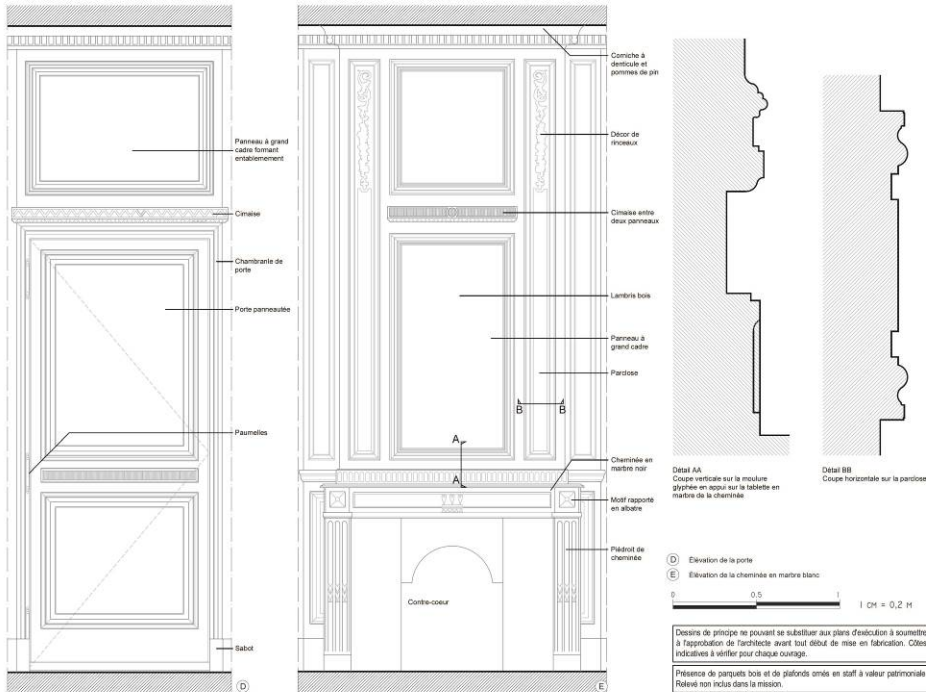 Panneau à grand
cadre formant
entablemement
Cimaise
Chambranle de
porte
Porte panneautée
Paumelles
Sabot
D
Corniche à
denticule et
pommes de pin
Décor de
rinceaux
Cimaise entre
deux panneaux
Lambris bois
Panneau à
grand cadre
Parclose
B
B
A
A
Cheminée en
marbre noir
Motif rapporté
en albatre
Piédroit de
cheminée
Contre-coeur
E
Détail AA
Coupe verticale sur la moulure
glyphée en appui sur la tablette en
marbre de la cheminée
Détail BB
Coupe horizontale sur la parclose
D Élévation de la porte
E Élévation de la cheminée en marbre blanc
0 0.5 1 1 CM = 0,2 M
Dessins de principe ne pouvant se substituer aux plans d'exécution à soumettre
à l'approbation de l'architecte avant tout début de mise en fabrication. Côtes
indicatives à vérifier pour chaque ouvrage.
Présence de parquets bois et de plafonds ornés en staff à valeur patrimoniale.
Relevé non inclus dans la mission.